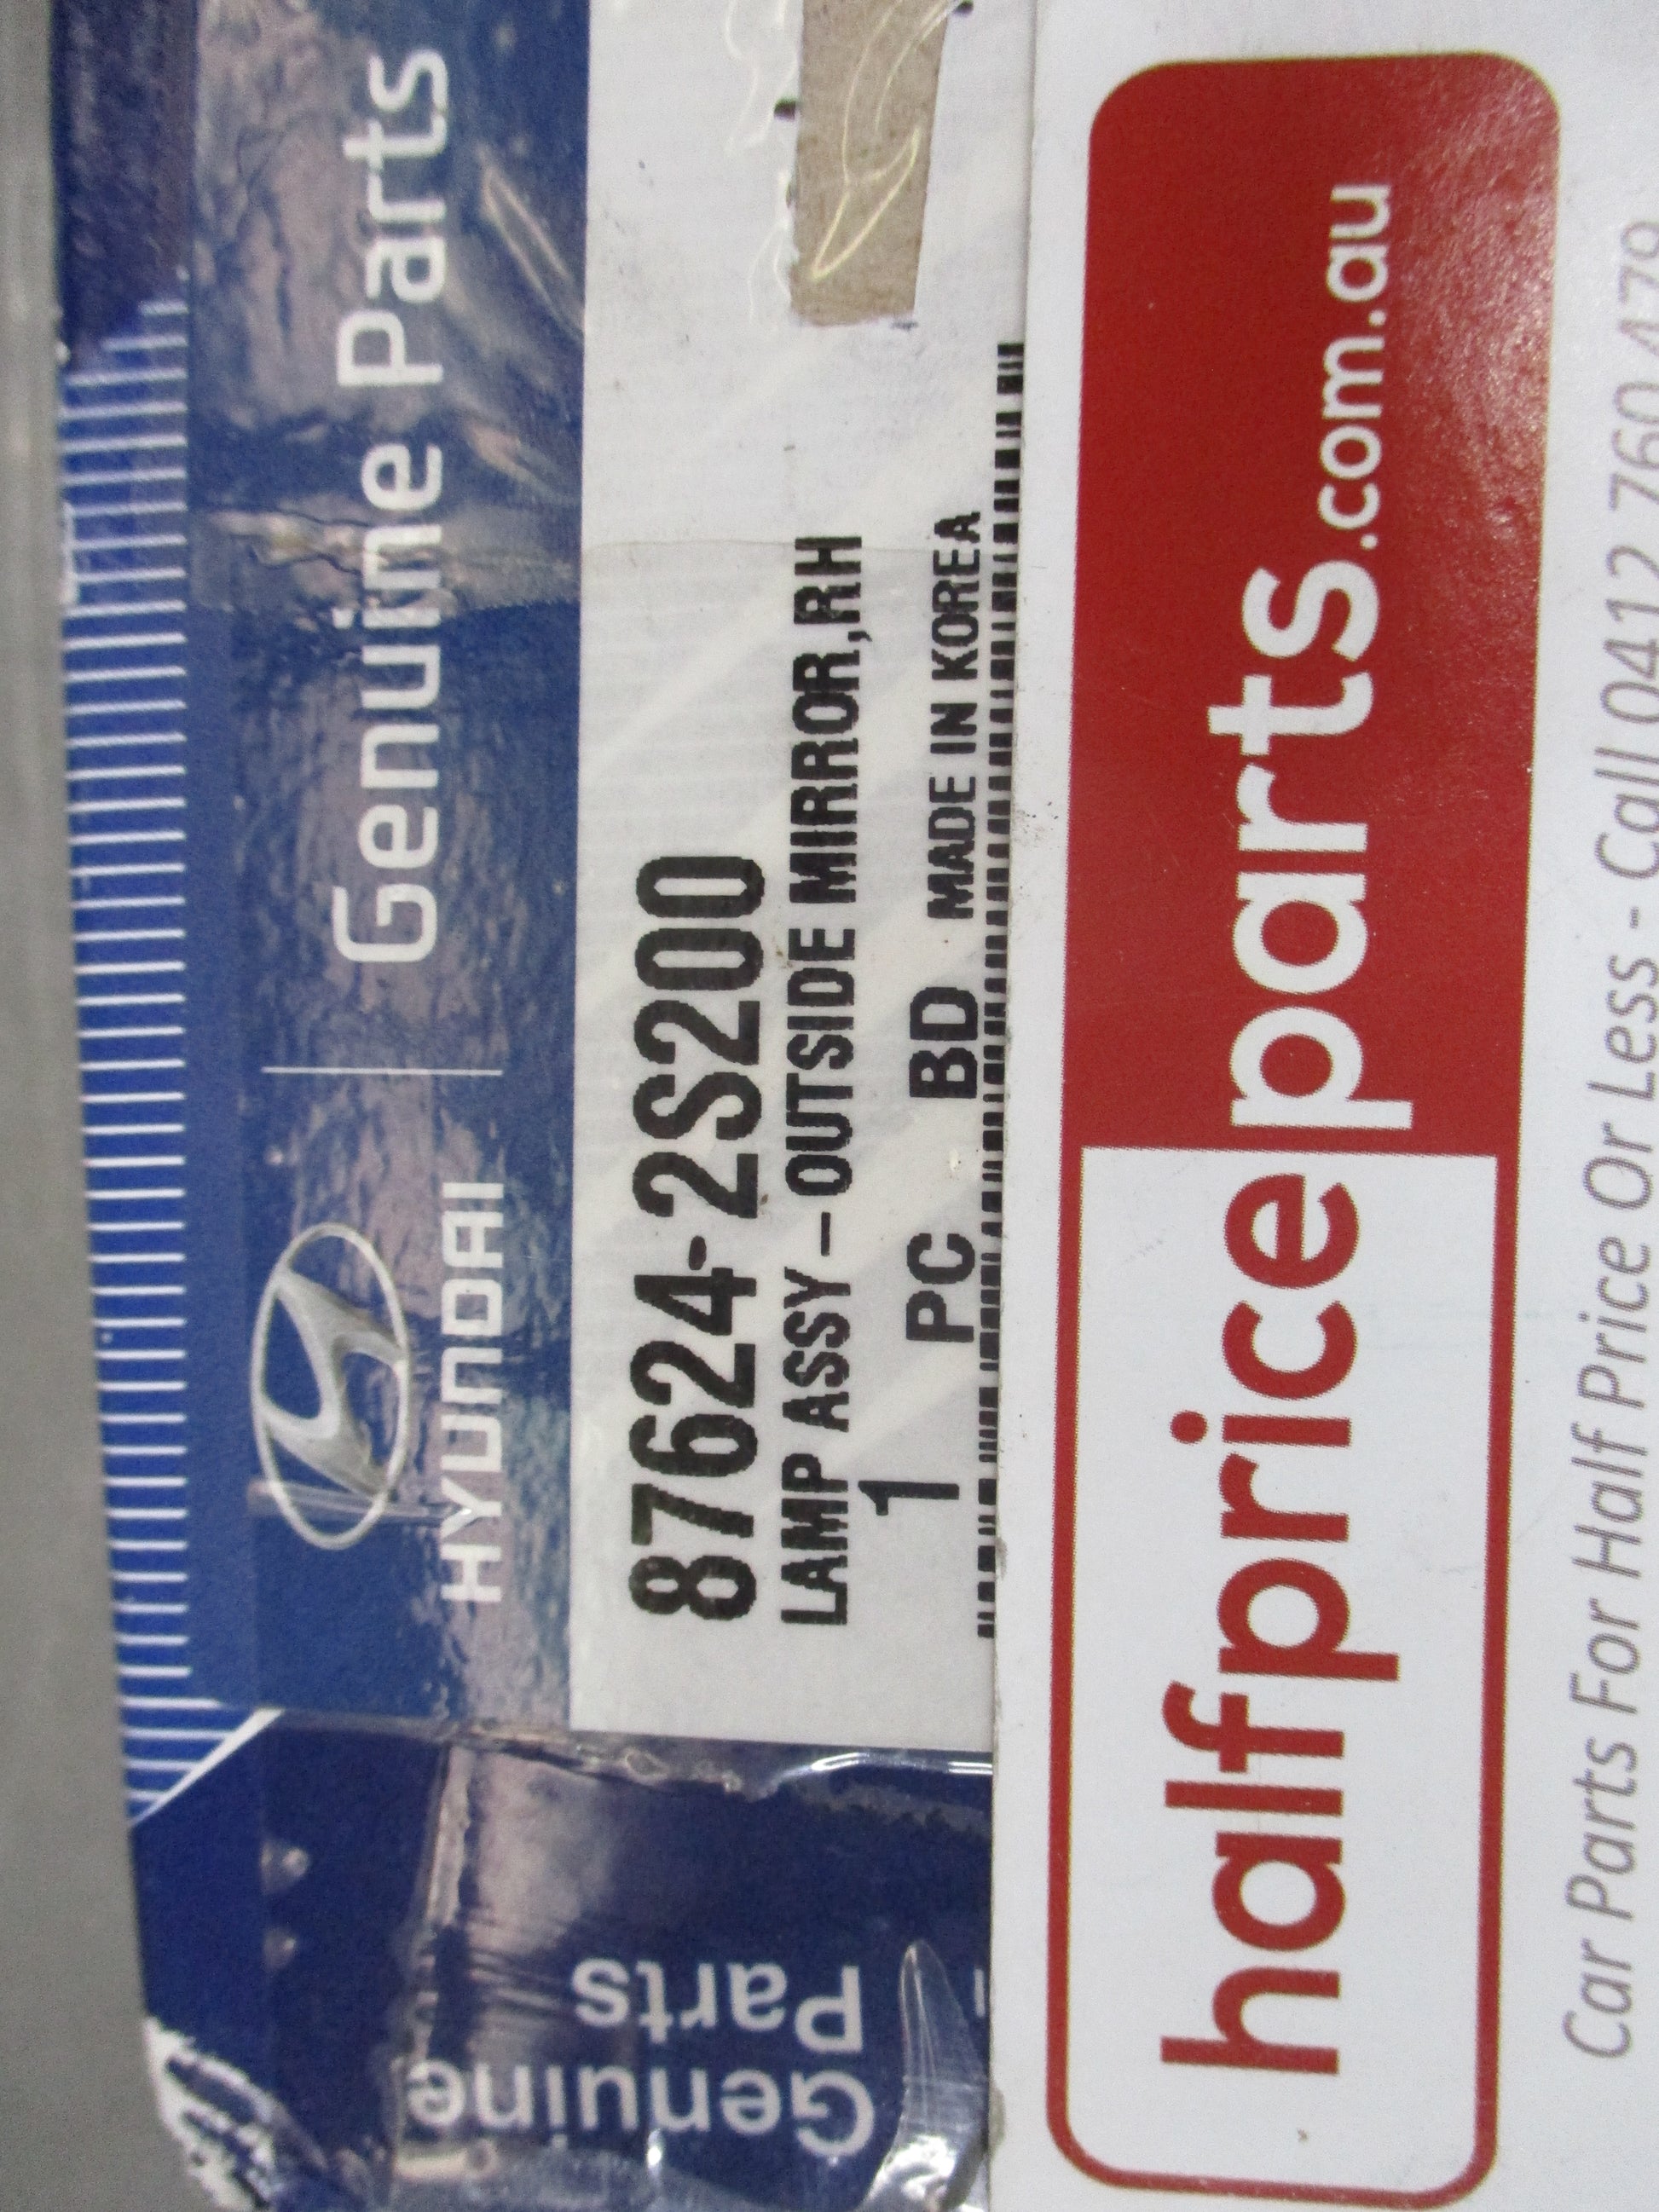 HYUNDAI
Genuine Parts
87624-2S200
LAMP ASSY-OUTSIDE MIRROR,RH
1 PC BD MADE IN KOREA
Genuine
Parts
halfpriceparts.com.au
Car Parts For Half Price Or Less - Call 0412 760 479